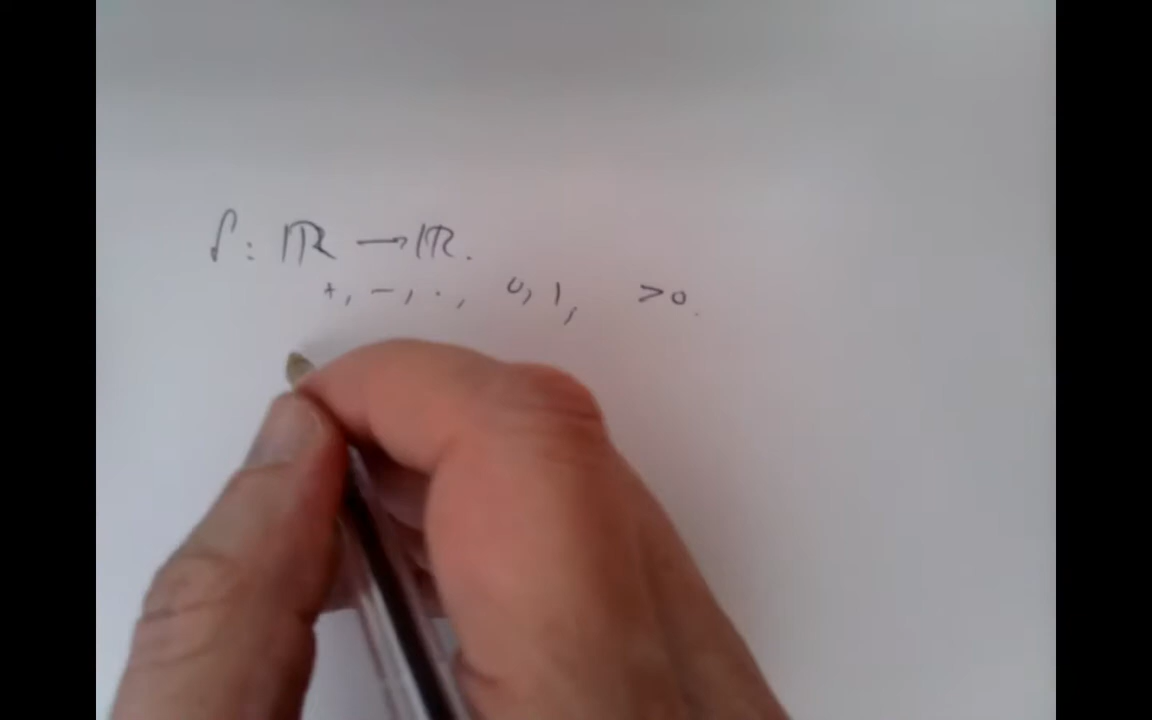 f: ℝ → ℝ.
+, −, ·, 0, 1, >0.